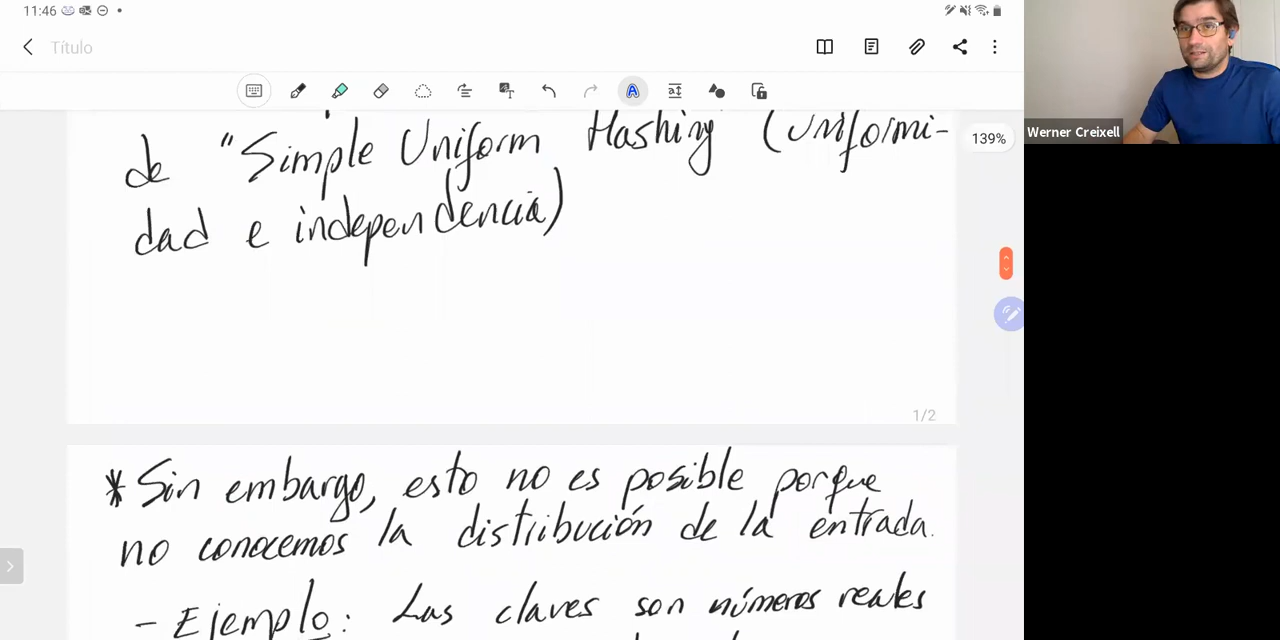 11:46
Título
139%
Werner Creixell
de "Simple Uniform Hashing" (Uniformi-
dad e independencia)
1/2
* Sin embargo, esto no es posible porque
no conocemos la distribución de la entrada.
- Ejemplo: Las claves son números reales